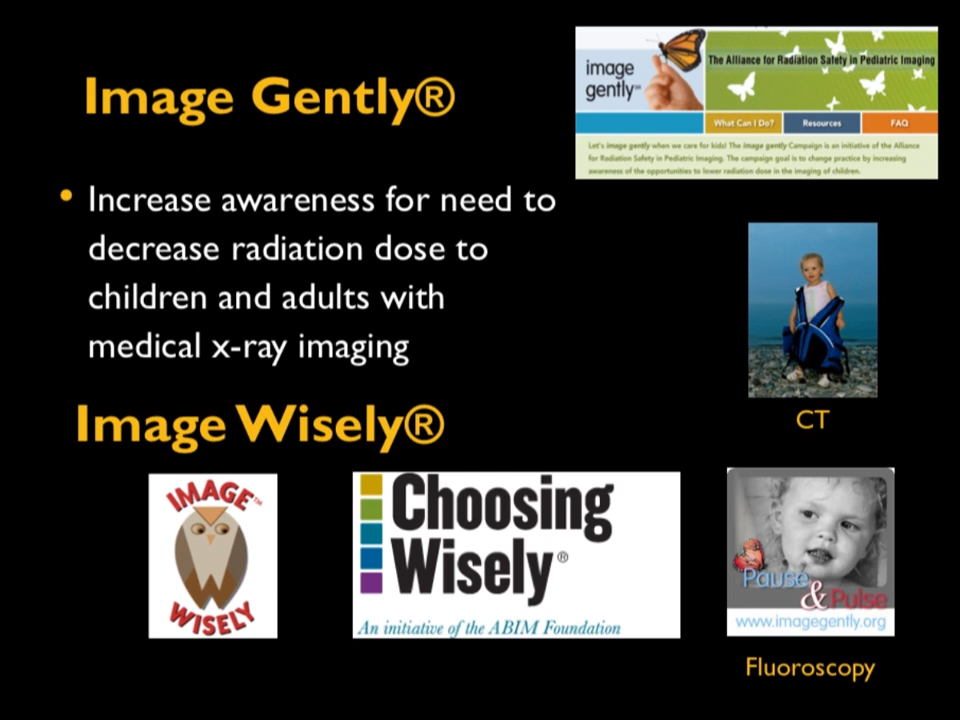 Image Gently®
image
gently℠
The Alliance for Radiation Safety in Pediatric Imaging
What Can I Do?
Resources
FAQ
Let's image gently when we care for kids! The image gently Campaign is an initiative of the Alliance
for Radiation Safety in Pediatric Imaging. The campaign goal is to change practice by increasing
awareness of the opportunities to lower radiation dose in the imaging of children.
• Increase awareness for need to
decrease radiation dose to
children and adults with
medical x-ray imaging
CT
Image Wisely®
IMAGE™
WISELY
Choosing
Wisely®
An initiative of the ABIM Foundation
Pause
& Pulse
www.imagegently.org
Fluoroscopy